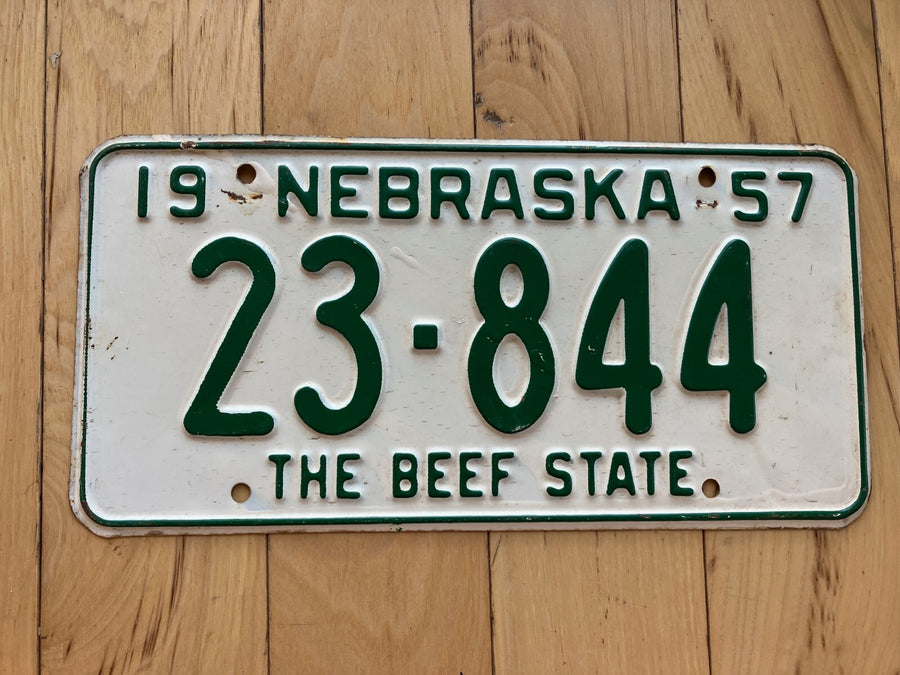 19 NEBRASKA 57
23-844
THE BEEF STATE